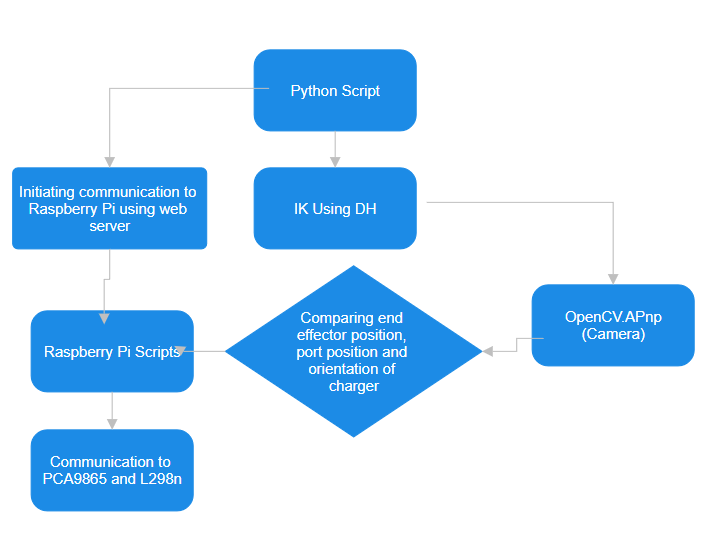 Python Script
Initiating communication to
Raspberry Pi using web
server
IK Using DH
OpenCV.APnp
(Camera)
Comparing end
effector position,
port position and
orientation of
charger
Raspberry Pi Scripts
Communication to
PCA9865 and L298n